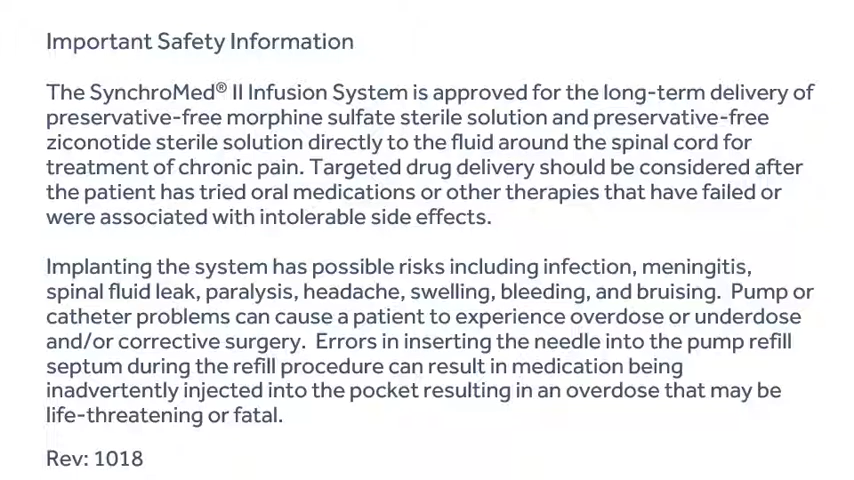 Important Safety Information
The SynchroMed® II Infusion System is approved for the long-term delivery of
preservative-free morphine sulfate sterile solution and preservative-free
ziconotide sterile solution directly to the fluid around the spinal cord for
treatment of chronic pain. Targeted drug delivery should be considered after
the patient has tried oral medications or other therapies that have failed or
were associated with intolerable side effects.
Implanting the system has possible risks including infection, meningitis,
spinal fluid leak, paralysis, headache, swelling, bleeding, and bruising. Pump or
catheter problems can cause a patient to experience overdose or underdose
and/or corrective surgery. Errors in inserting the needle into the pump refill
septum during the refill procedure can result in medication being
inadvertently injected into the pocket resulting in an overdose that may be
life-threatening or fatal.
Rev: 1018